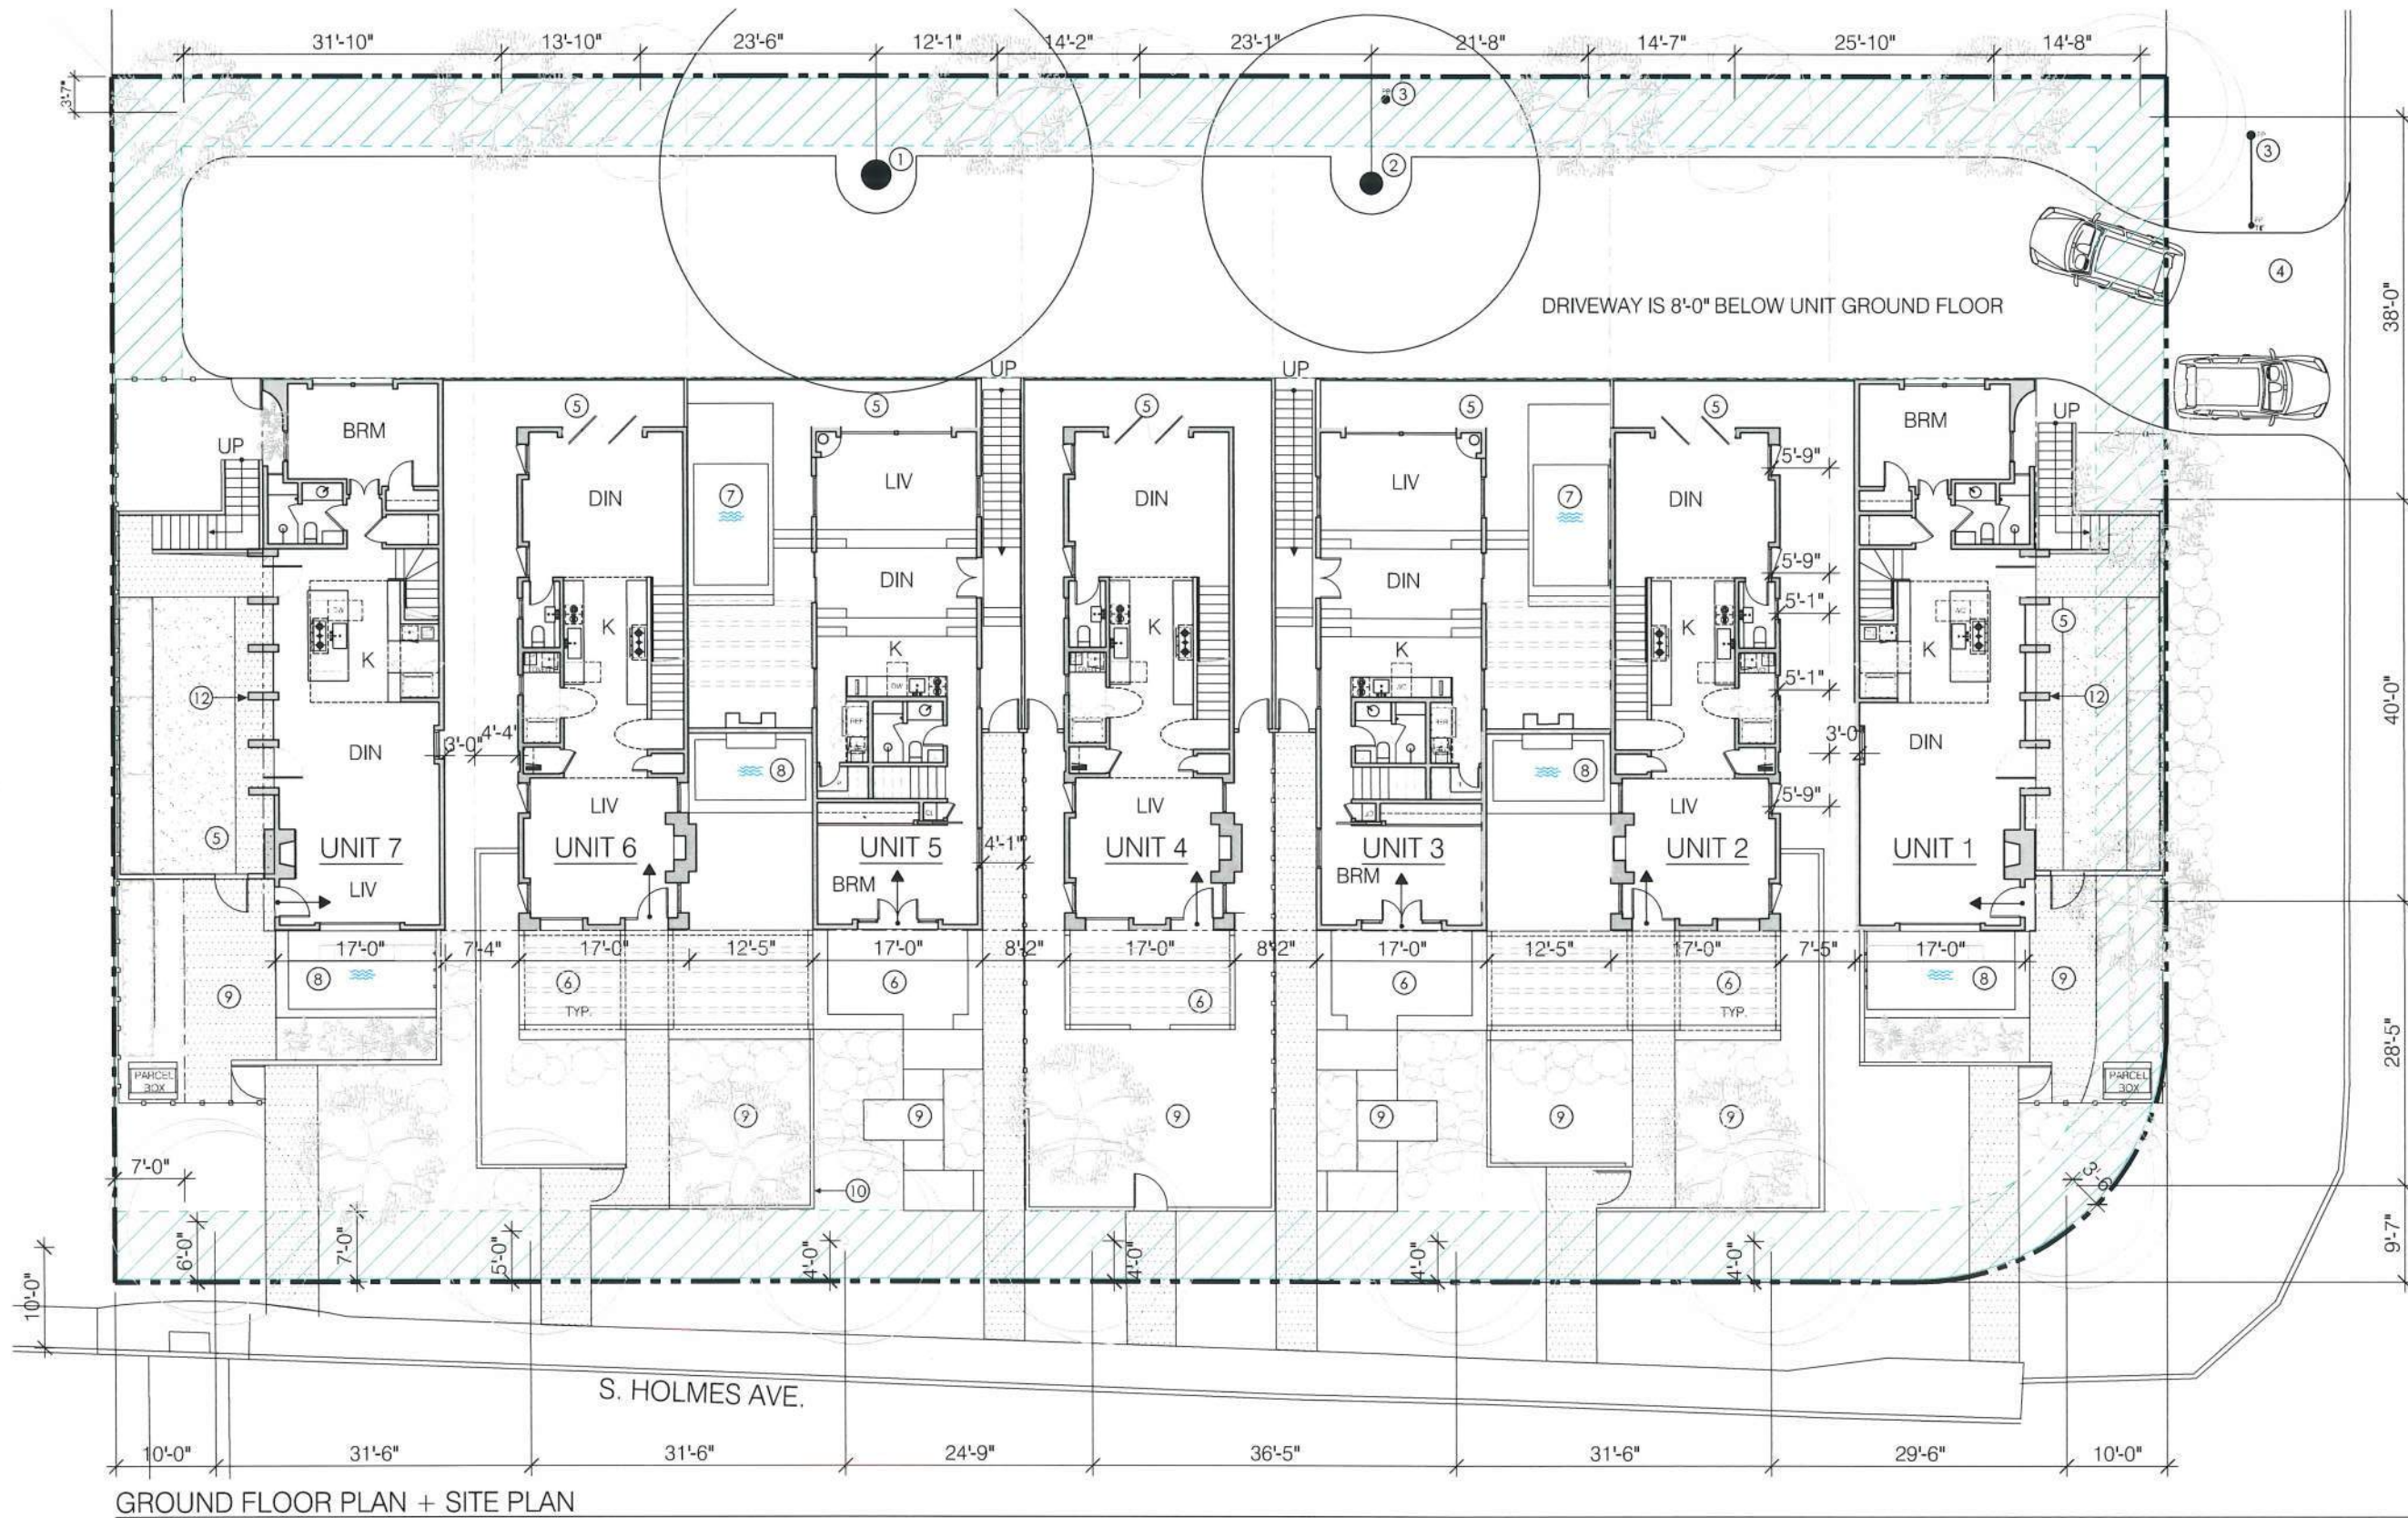 31'-10" 13'-10" 23'-6" 12'-1" 14'-2" 23'-1" 21'-8" 14'-7" 25'-10" 14'-8"
3'-7"
3
1
2
3
4
38'-0"
DRIVEWAY IS 8'-0" BELOW UNIT GROUND FLOOR
UP UP
5 5 5 5 5
BRM BRM
UP UP
LIV LIV
5'-9"
DIN 7 DIN 7 DIN
DIN DIN
5'-9"
5'-1"
5 5
K K K
K K K K
5'-1"
12 12
40'-0"
3'-0" 4'-4"
3'-0"
DIN DIN
8 8
LIV LIV LIV
5'-9"
UNIT 7 UNIT 6 UNIT 5 4'-1" UNIT 4 UNIT 3 UNIT 2 UNIT 1
LIV BRM BRM
17'-0" 7'-4" 17'-0" 12'-5" 17'-0" 8'-2" 17'-0" 8'-2" 17'-0" 12'-5" 17'-0" 7'-5" 17'-0"
8 9 6 6 6 6 6 8 9
TYP. TYP.
28'-5"
PARCEL BOX
PARCEL BOX
9 9 9 9 9 9
7'-0"
10
3'-6"
6'-0" 7'-0" 5'-0" 4'-0" 4'-0" 4'-0" 4'-0" 9'-7"
10'-0"
S. HOLMES AVE.
10'-0" 31'-6" 31'-6" 24'-9" 36'-5" 31'-6" 29'-6" 10'-0"
GROUND FLOOR PLAN + SITE PLAN